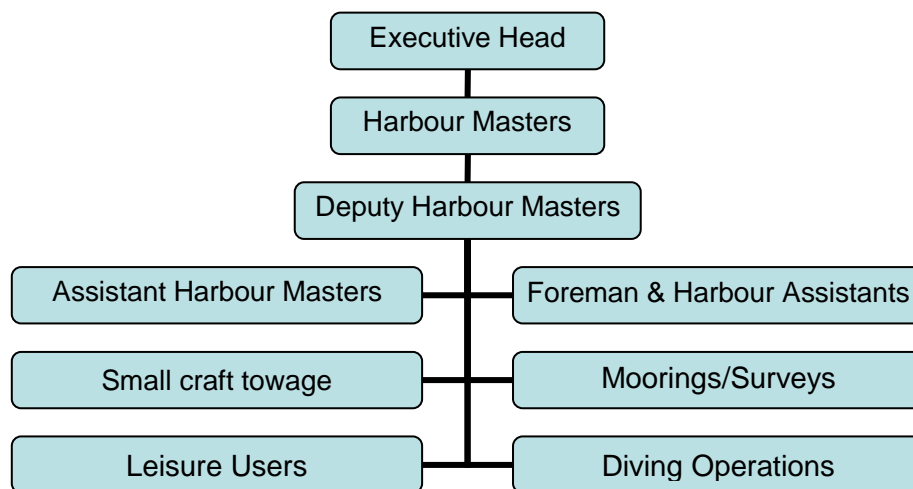 Executive Head
Harbour Masters
Deputy Harbour Masters
Assistant Harbour Masters
Foreman & Harbour Assistants
Small craft towage
Moorings/Surveys
Leisure Users
Diving Operations